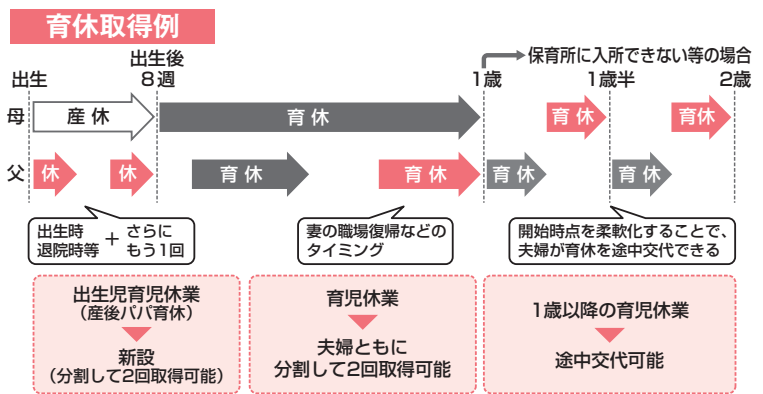 育休取得例
出生
出生後
8週
1歳
保育所に入所できない等の場合
1歳半
2歳
母
産休
育休
育休
育休
父
休
休
育休
育休
育休
育休
出生時
退院時等
+
さらに
もう1回
妻の職場復帰などの
タイミング
開始時点を柔軟化することで、
夫婦が育休を途中交代できる
出生児育児休業
（産後パパ育休）
新設
（分割して2回取得可能）
育児休業
夫婦ともに
分割して2回取得可能
1歳以降の育児休業
途中交代可能